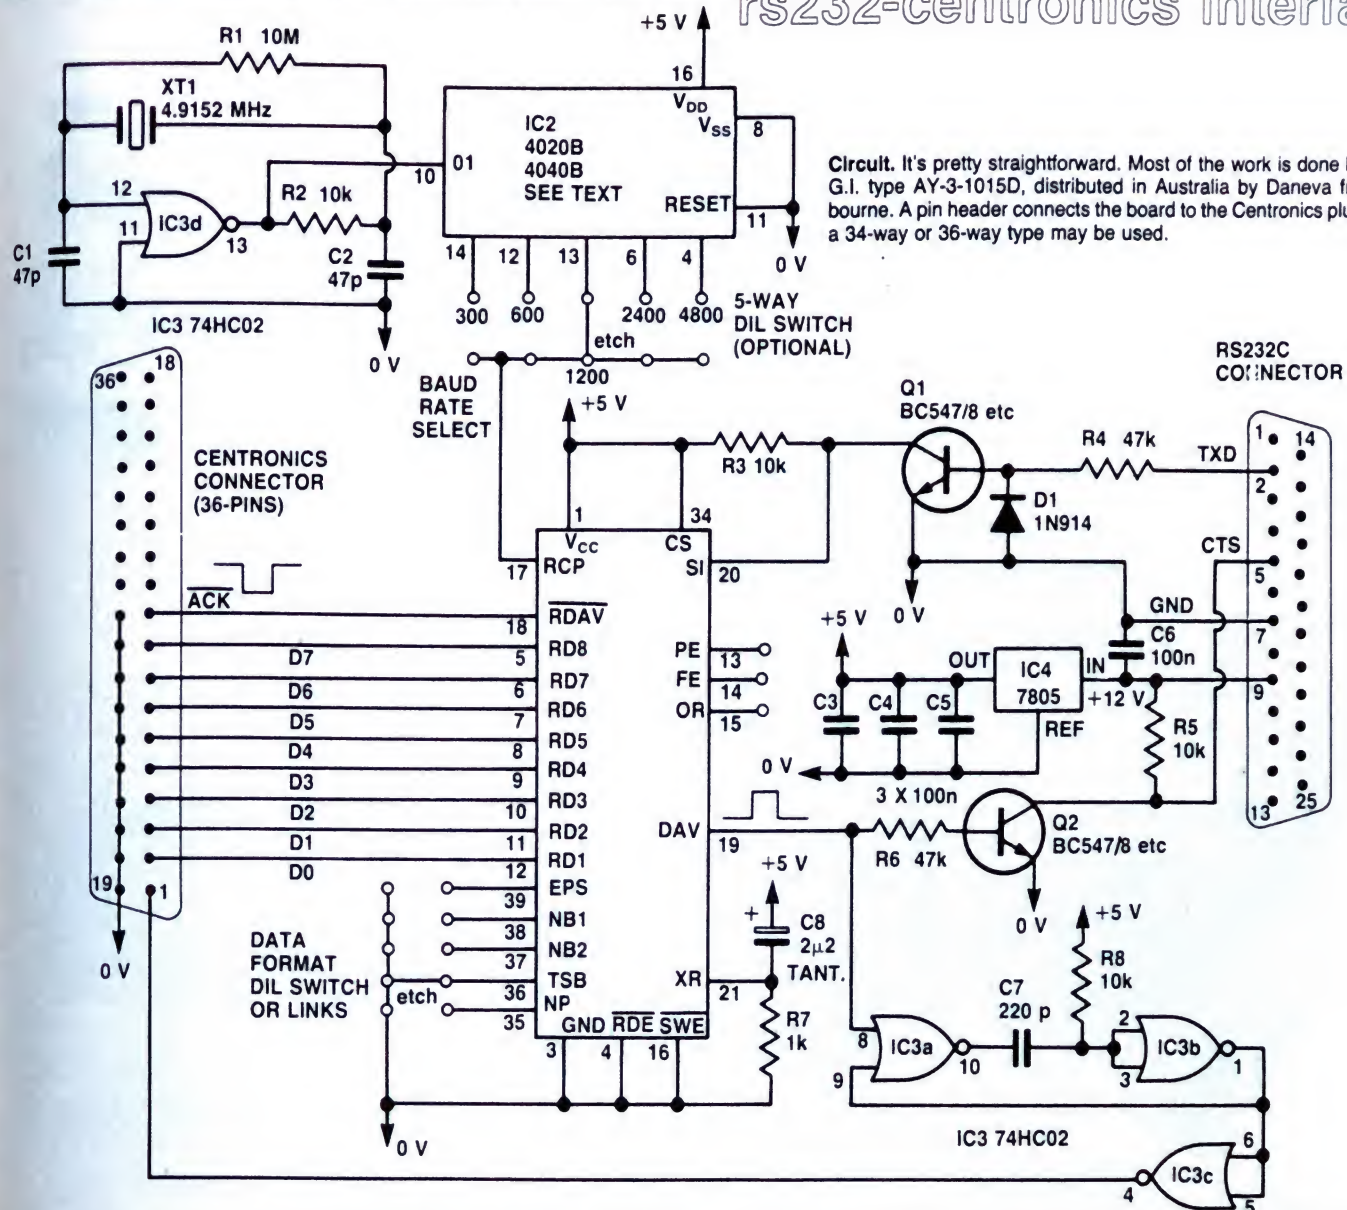 rs232-centronics interfa
Circuit. It's pretty straightforward. Most of the work is done
G.I. type AY-3-1015D, distributed in Australia by Daneva
bourne. A pin header connects the board to the Centronics
a 34-way or 36-way type may be used.
R1 10M
XT1
4.9152 MHz
R2 10k
12
11
IC3d
13
C1
47p
C2
47p
IC3 74HC02
0 V
+5 V
16
VDD
VSS
8
IC2
4020B
4040B
SEE TEXT
10
01
RESET
11
0 V
14
12
13
6
4
300
600
2400
4800
5-WAY
DIL SWITCH
(OPTIONAL)
etch
1200
BAUD
RATE
SELECT
+5 V
36
18
CENTRONICS
CONNECTOR
(36-PINS)
19
1
0 V
ACK
D7
D6
D5
D4
D3
D2
D1
D0
1
34
VCC
CS
17
RCP
SI
20
18
RDAV
5
RD8
6
RD7
7
RD6
8
RD5
9
RD4
10
RD3
11
RD2
12
RD1
39
EPS
38
NB1
37
NB2
36
TSB
35
NP
PE
13
FE
14
OR
15
DAV
19
XR
21
GND
RDE
SWE
3
4
16
DATA
FORMAT
DIL SWITCH
OR LINKS
etch
0 V
R3 10k
Q1
BC547/8 etc
R4 47k
D1
1N914
0 V
RS232C
CONNECTOR
1
14
TXD
2
CTS
5
GND
7
9
13
25
+5 V
OUT
IC4
7805
IN
+12 V
REF
C6
100n
C3
C4
C5
3 X 100n
0 V
R5
10k
R6 47k
Q2
BC547/8 etc
0 V
+5 V
+
C8
2μ2
TANT.
R7
1k
+5 V
R8
10k
C7
220 p
8
9
IC3a
10
2
3
IC3b
1
IC3 74HC02
6
5
IC3c
4